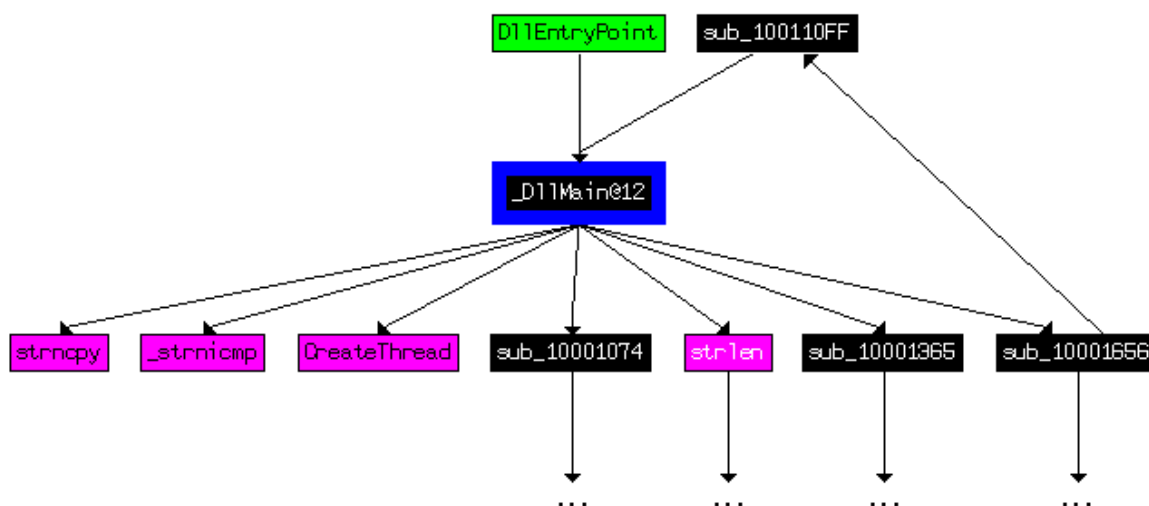 DllEntryPoint sub_100110FF
_DllMain@12
strncpy _strnicmp CreateThread sub_10001074 strlen sub_10001365 sub_10001656
... ... ... ...